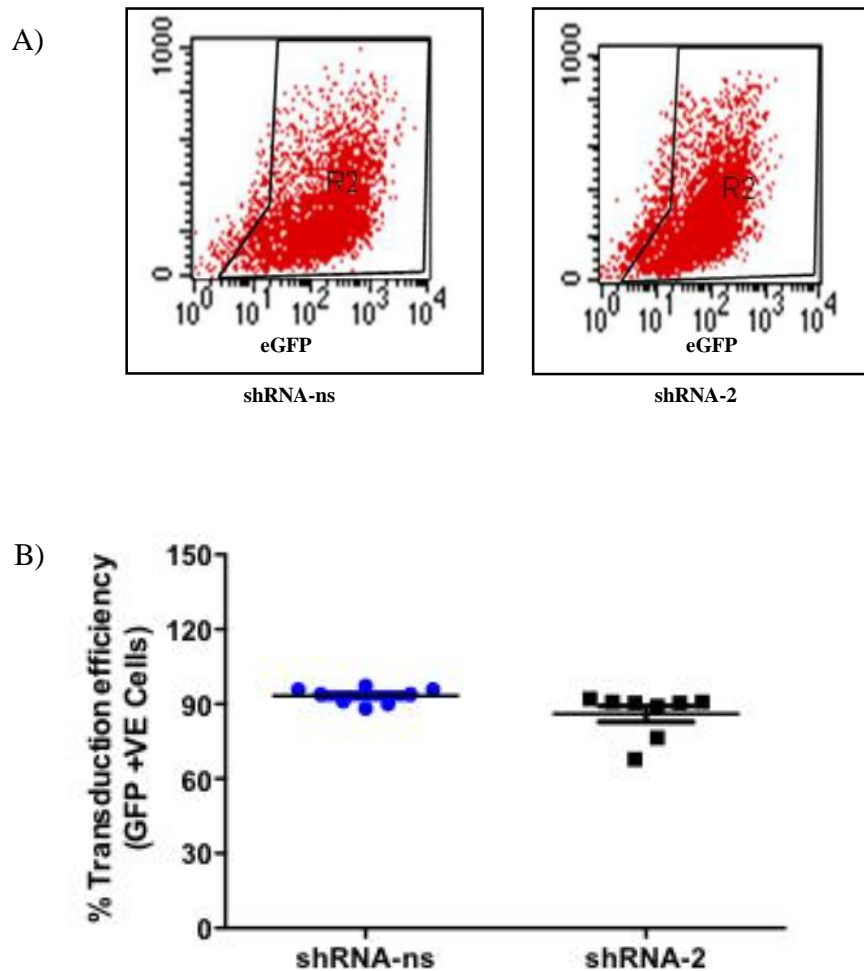 A)
1000
0
R2
10^0 10^1 10^2 10^3 10^4
eGFP
shRNA-ns
1000
0
R2
10^0 10^1 10^2 10^3 10^4
eGFP
shRNA-2
B)
% Transduction efficiency
(GFP +VE Cells)
150
120
90
60
30
0
shRNA-ns
shRNA-2